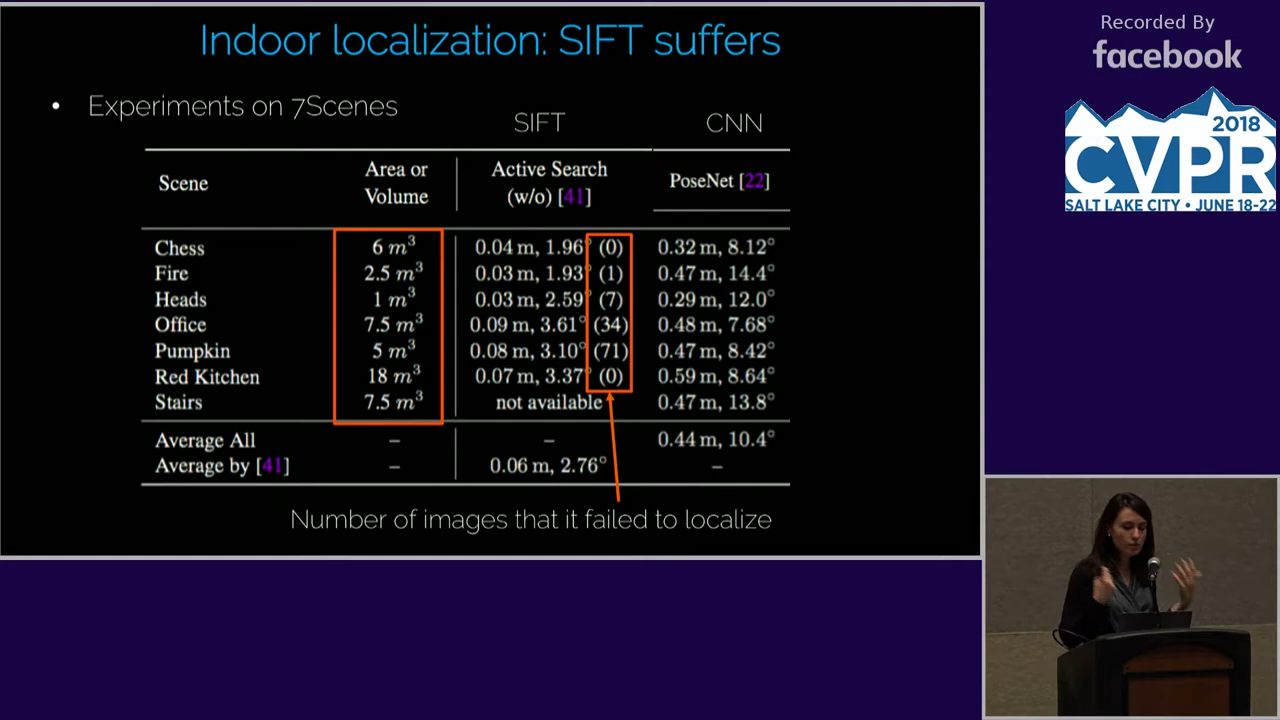 Indoor localization: SIFT suffers
• Experiments on 7Scenes
SIFT CNN
Scene Area or Volume Active Search (w/o) [41] PoseNet [22]
Chess 6 m³ 0.04 m, 1.96° (0) 0.32 m, 8.12°
Fire 2.5 m³ 0.03 m, 1.93° (1) 0.47 m, 14.4°
Heads 1 m³ 0.03 m, 2.59° (7) 0.29 m, 12.0°
Office 7.5 m³ 0.09 m, 3.61° (34) 0.48 m, 7.68°
Pumpkin 5 m³ 0.08 m, 3.10° (71) 0.47 m, 8.42°
Red Kitchen 18 m³ 0.07 m, 3.37° (0) 0.59 m, 8.64°
Stairs 7.5 m³ not available 0.47 m, 13.8°
Average All – – 0.44 m, 10.4°
Average by [41] – 0.06 m, 2.76° –
Number of images that it failed to localize
Recorded By
facebook
2018
CVPR
SALT LAKE CITY • JUNE 18-22